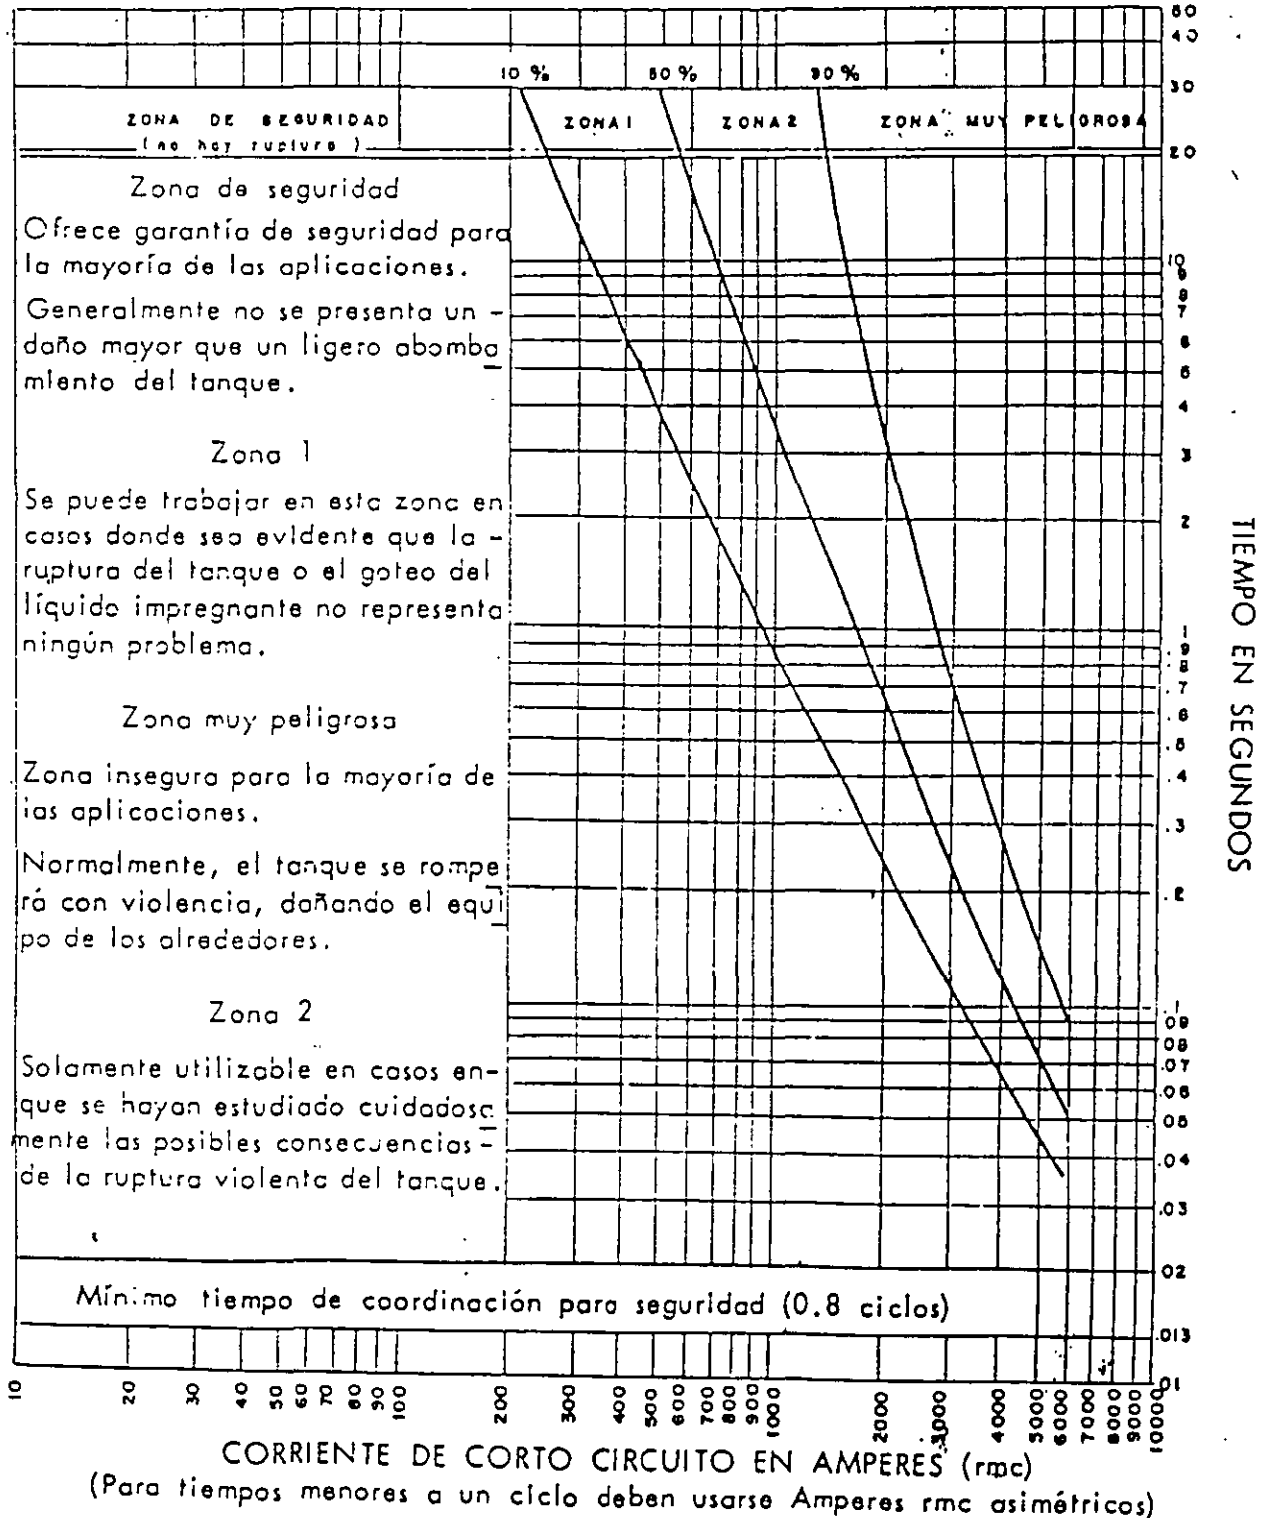 60
40
10 % 50 % 90 %
30
ZONA DE SEGURIDAD
(no hay ruptura)
ZONA 1 ZONA 2 ZONA MUY PELIGROSA
20
Zona de seguridad
Ofrece garantía de seguridad para
la mayoría de las aplicaciones.
Generalmente no se presenta un -
daño mayor que un ligero abomba
miento del tanque.
Zona 1
Se puede trabajar en esta zona en
casos donde sea evidente que la -
ruptura del tanque o el goteo del
líquido impregnante no representa
ningún problema.
Zona muy peligrosa
Zona insegura para la mayoría de
las aplicaciones.
Normalmente, el tanque se rompe
rá con violencia, dañando el equi
po de los alrededores.
Zona 2
Solamente utilizable en casos en-
que se hayan estudiado cuidadosa
mente las posibles consecuencias -
de la ruptura violenta del tanque.
10
9
8
7
6
5
4
3
2
1
.9
.8
.7
.6
.5
.4
.3
.2
.1
.09
.08
.07
.06
.05
.04
.03
.02
.013
.01
TIEMPO EN SEGUNDOS
Mínimo tiempo de coordinación para seguridad (0.8 ciclos)
10 20 30 40 50 60 70 80 90 100 200 300 400 500 600 700 800 900 1000 2000 3000 4000 5000 6000 7000 8000 9000 10000
CORRIENTE DE CORTO CIRCUITO EN AMPERES (rmc)
(Para tiempos menores a un ciclo deben usarse Amperes rmc asimétricos)